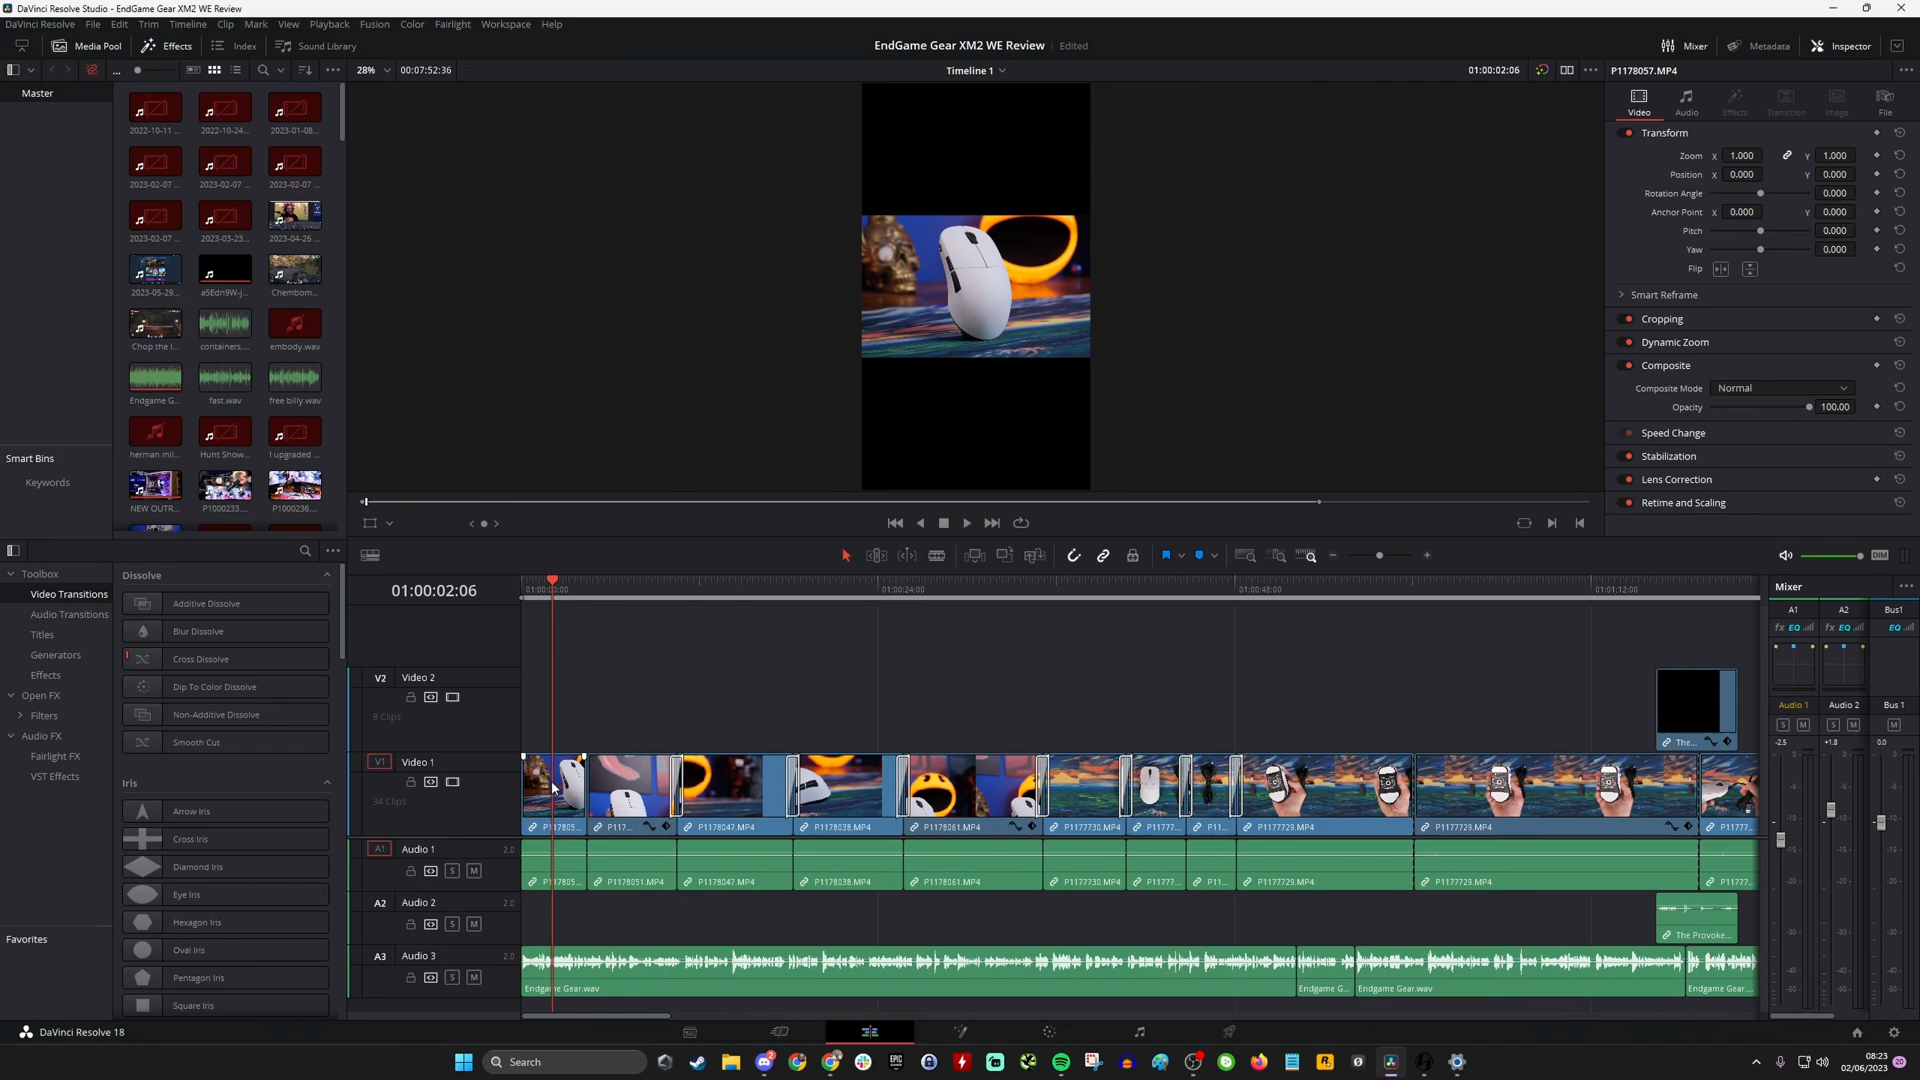 DaVinci Resolve Studio - EndGame Gear XM2 WE Review
DaVinci Resolve File Edit Trim Timeline Clip Mark View Playback Fusion Color Fairlight Workspace Help
Media Pool Effects Index Sound Library
EndGame Gear XM2 WE Review Edited
Mixer Metadata Inspector
28% 00:07:52:36
Timeline 1
01:00:02:06
P1178057.MP4
Master
2022-10-11 ... 2022-10-24... 2023-01-08...
2023-02-07 ... 2023-02-07 ... 2023-02-07 ...
2023-02-07 ... 2023-03-23... 2023-04-26 ...
2023-05-29... a5Edn9W-j... Chembom...
Chop the l... containers.... embody.wav
Endgame G... fast.wav free billy.wav
herman mil... Hunt Show... I upgraded ...
NEW OUTR... P1000233.... P1000236....
Smart Bins
Keywords
Video Audio Effects Transition Image File
Transform
Zoom X 1.000 Y 1.000
Position X 0.000 Y 0.000
Rotation Angle 0.000
Anchor Point X 0.000 Y 0.000
Pitch 0.000
Yaw 0.000
Flip
Smart Reframe
Cropping
Dynamic Zoom
Composite
Composite Mode Normal
Opacity 100.00
Speed Change
Stabilization
Lens Correction
Retime and Scaling
Toolbox
Video Transitions
Audio Transitions
Titles
Generators
Effects
Open FX
Filters
Audio FX
Fairlight FX
VST Effects
Favorites
Dissolve
Additive Dissolve
Blur Dissolve
Cross Dissolve
Dip To Color Dissolve
Non-Additive Dissolve
Smooth Cut
Iris
Arrow Iris
Cross Iris
Diamond Iris
Eye Iris
Hexagon Iris
Oval Iris
Pentagon Iris
Square Iris
DIM
01:00:02:06
01:00:00:00 01:00:24:00 01:00:48:00 01:01:12:00
V2 Video 2
8 Clips
The...
V1 Video 1
34 Clips
P117805... P117... P1178047.MP4 P1178038.MP4 P1178061.MP4 P1177730.MP4 P11777... P11... P1177729.MP4 P1177729.MP4 P11777...
A1 Audio 1 2.0
S M
P117805... P1178051.MP4 P1178047.MP4 P1178038.MP4 P1178061.MP4 P1177730.MP4 P11777... P11... P1177729.MP4 P1177729.MP4 P11777...
A2 Audio 2 2.0
S M
The Provoke...
A3 Audio 3 2.0
S M
Endgame Gear.wav Endgame G... Endgame Gear.wav Endgame Gear....
Mixer
A1 A2 Bus1
fx EQ fx EQ EQ
Audio 1 Audio 2 Bus 1
S M S M M
-2.5 +1.8 0.0
DaVinci Resolve 18
Search
EPIC
08:23
02/06/2023
20